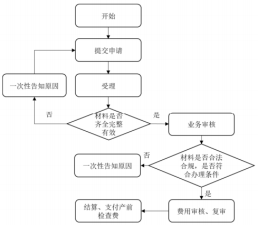 开始
提交申请
一次性告知原因
受理
材料是否
齐全完整
有效
否
是
业务审核
材料是否合法
合规，是否符
合办理条件
否
是
一次性告知原因
结算、支付产前
检查费
费用审核、复审